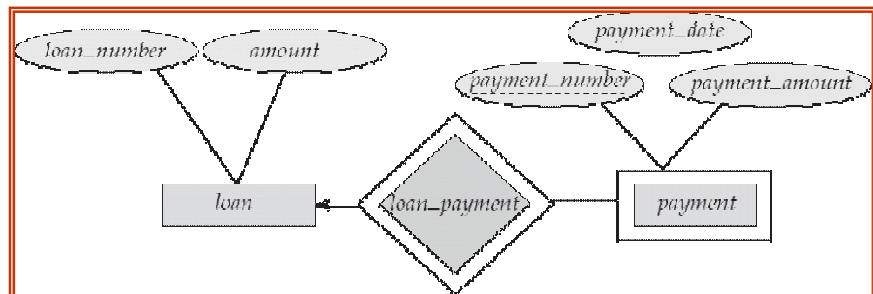 payment_date
loan_number
amount
payment_number
payment_amount
loan
loan_payment
payment